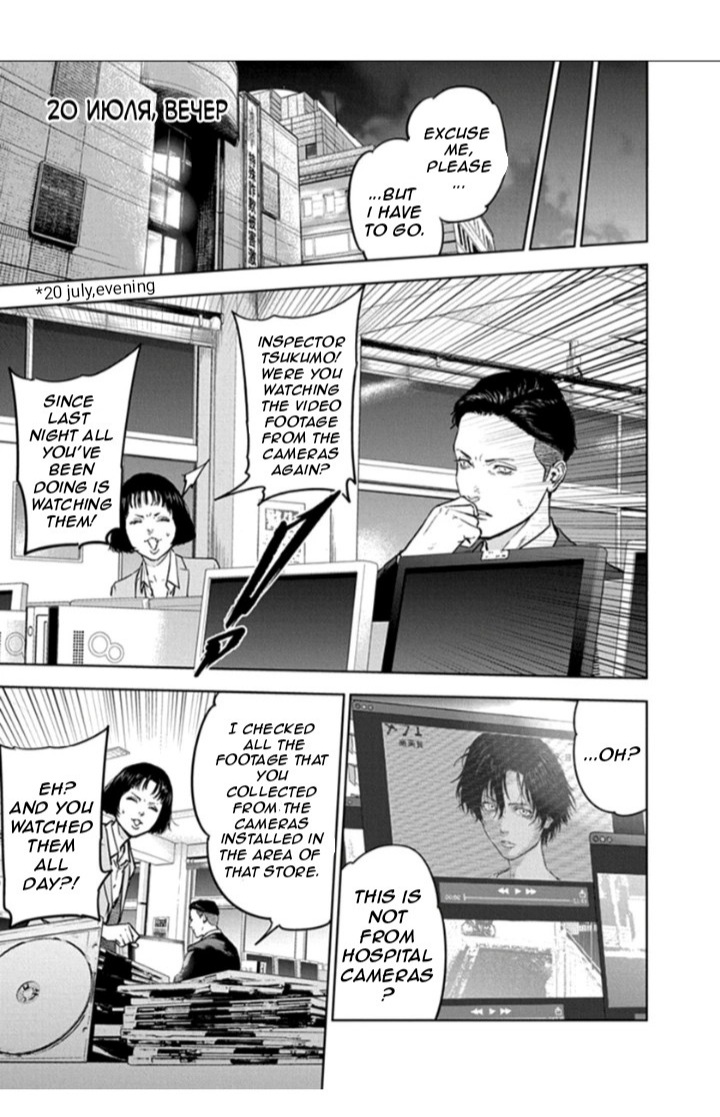 20 ИЮЛЯ, ВЕЧЕР
EXCUSE
ME,
PLEASE
...
...BUT
I HAVE
TO GO.
*20 july,evening
INSPECTOR
TSUKUMO!
WERE YOU
WATCHING
THE VIDEO
FOOTAGE
FROM THE
CAMERAS
AGAIN?
SINCE
LAST
NIGHT ALL
YOU'VE
BEEN
DOING IS
WATCHING
THEM!
...OH?
THIS IS
NOT
FROM
HOSPITAL
CAMERAS
?
I CHECKED
ALL THE
FOOTAGE THAT
YOU
COLLECTED
FROM THE
CAMERAS
INSTALLED IN
THE AREA OF
THAT STORE.
EH?
AND YOU
WATCHED
THEM
ALL
DAY?!